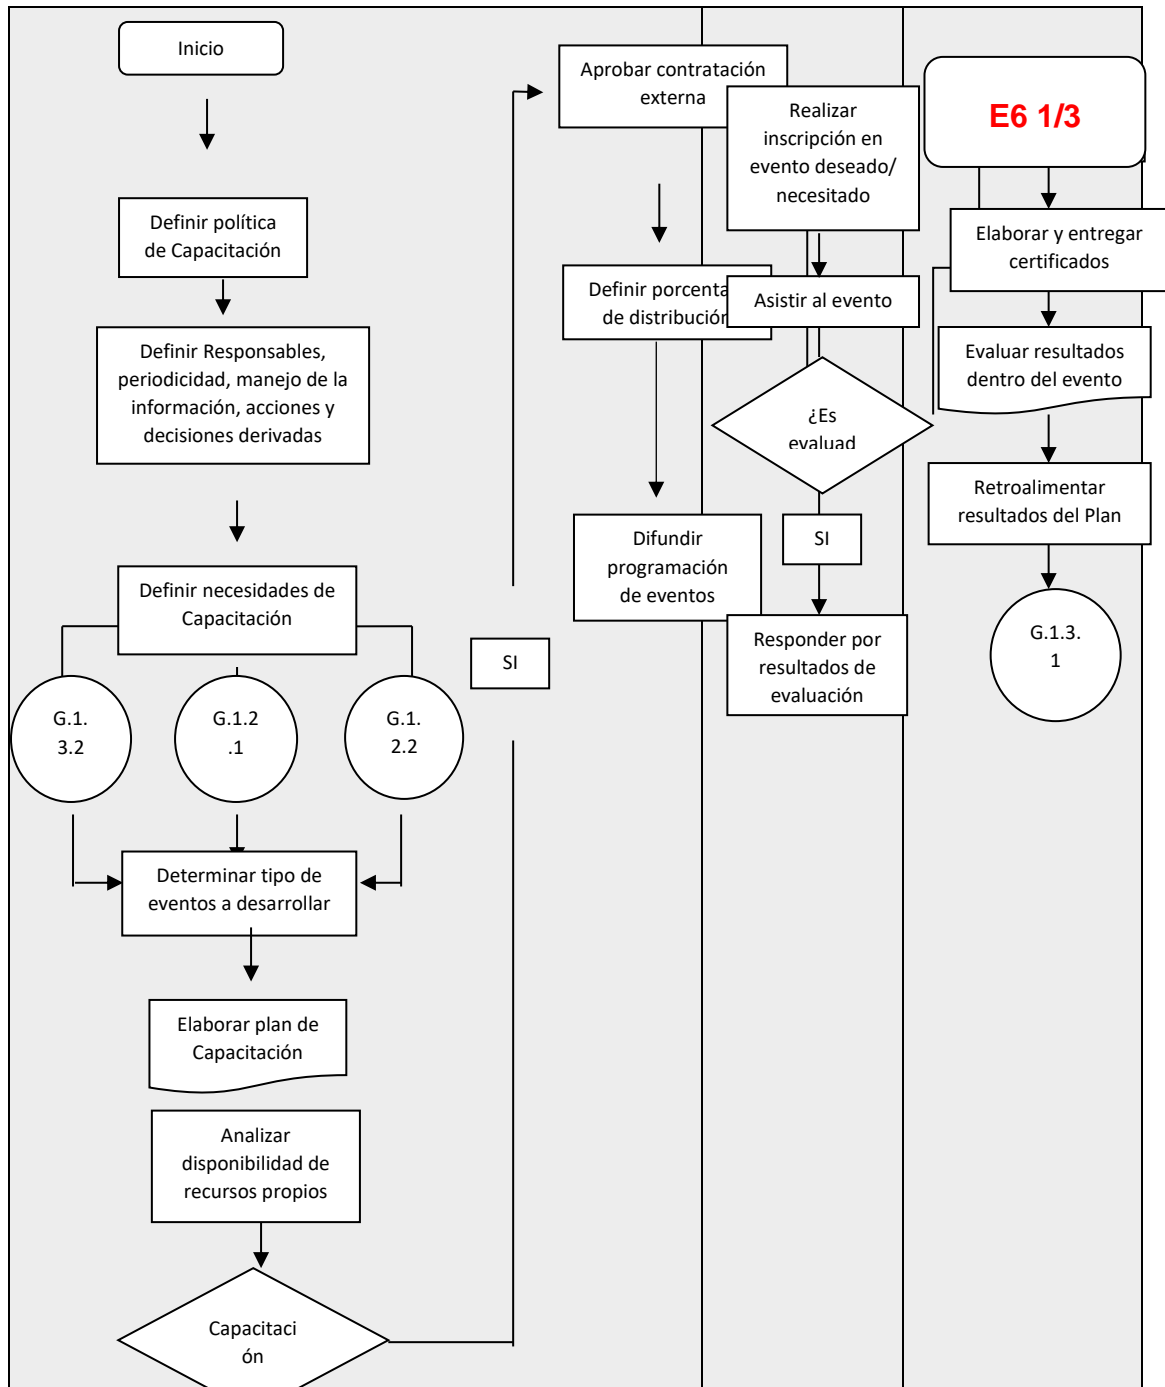 Inicio
Definir política
de Capacitación
Definir Responsables,
periodicidad, manejo de la
información, acciones y
decisiones derivadas
Definir necesidades de
Capacitación
G.1.
3.2
G.1.2
.1
G.1.
2.2
Determinar tipo de
eventos a desarrollar
Elaborar plan de
Capacitación
Analizar
disponibilidad de
recursos propios
Capacitaci
ón
SI
Aprobar contratación
externa
Definir porcenta
de distribución
Difundir
programación
de eventos
Realizar
inscripción en
evento deseado/
necesitado
Asistir al evento
¿Es
evaluad
SI
Responder por
resultados de
evaluación
E6 1/3
Elaborar y entregar
certificados
Evaluar resultados
dentro del evento
Retroalimentar
resultados del Plan
G.1.3.
1